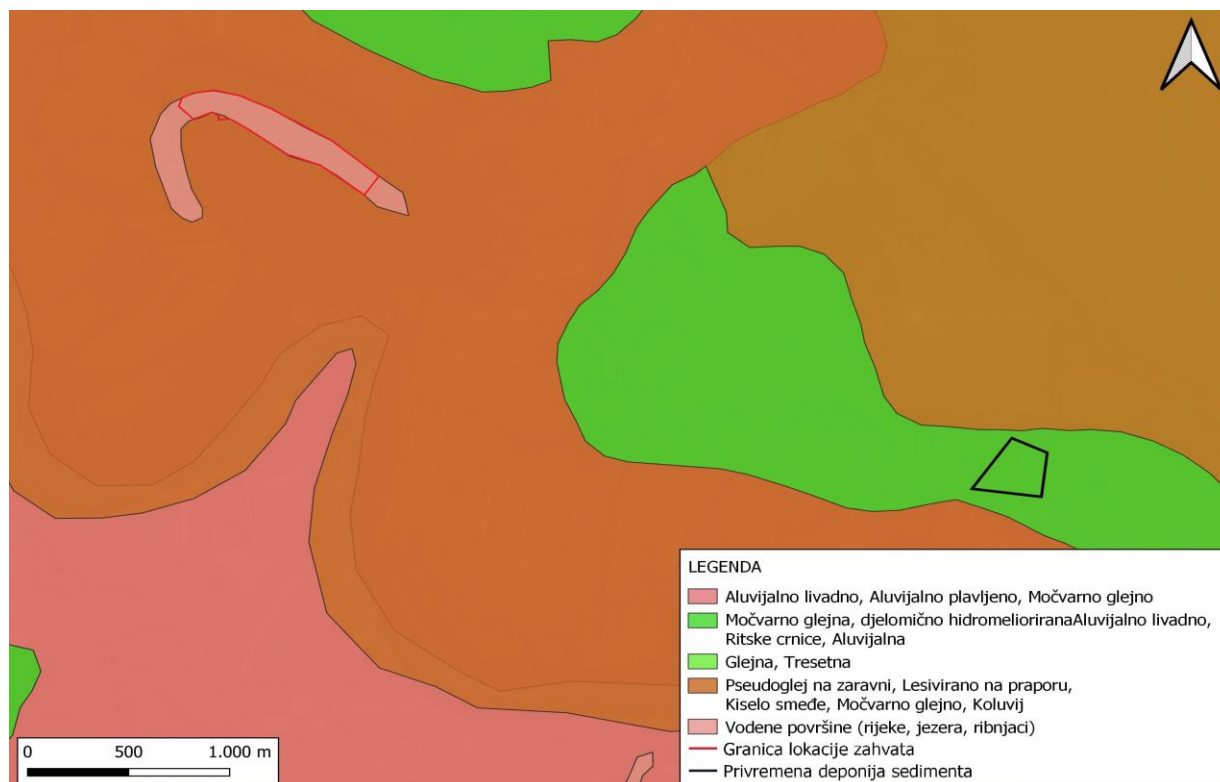 LEGENDA
Aluvijalno livadno, Aluvijalno plavljeno, Močvarno glejno
Močvarno glejna, djelomično hidromelioriranaAluvijalno livadno,
Ritske crnice, Aluvijalna
Glejna, Tresetna
Pseudoglej na zaravni, Lesivirano na praporu,
Kiselo smeđe, Močvarno glejno, Koluvij
Vodene površine (rijeke, jezera, ribnjaci)
Granica lokacije zahvata
Privremena deponija sedimenta
0 500 1.000 m